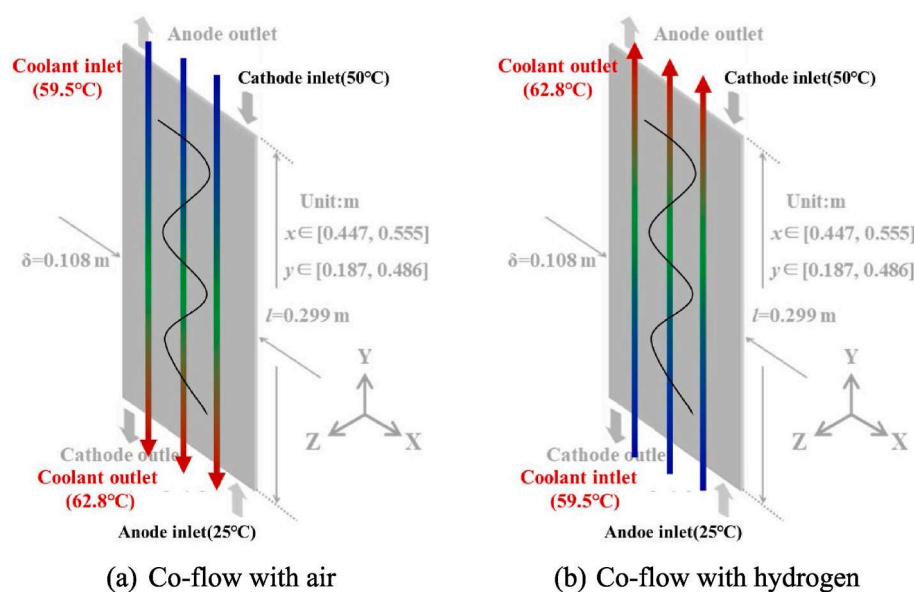 Anode outlet
Coolant inlet
(59.5°C)
Cathode inlet(50°C)
Unit:m
x∈[0.447, 0.555]
y∈[0.187, 0.486]
δ=0.108 m
l=0.299 m
Y
Z
X
Cathode outlet
Coolant outlet
(62.8°C)
Anode inlet(25°C)
(a) Co-flow with air
Anode outlet
Coolant outlet
(62.8°C)
Cathode inlet(50°C)
Unit:m
x∈[0.447, 0.555]
y∈[0.187, 0.486]
δ=0.108 m
l=0.299 m
Y
Z
X
Cathode outlet
Coolant intlet
(59.5°C)
Andoe inlet(25°C)
(b) Co-flow with hydrogen